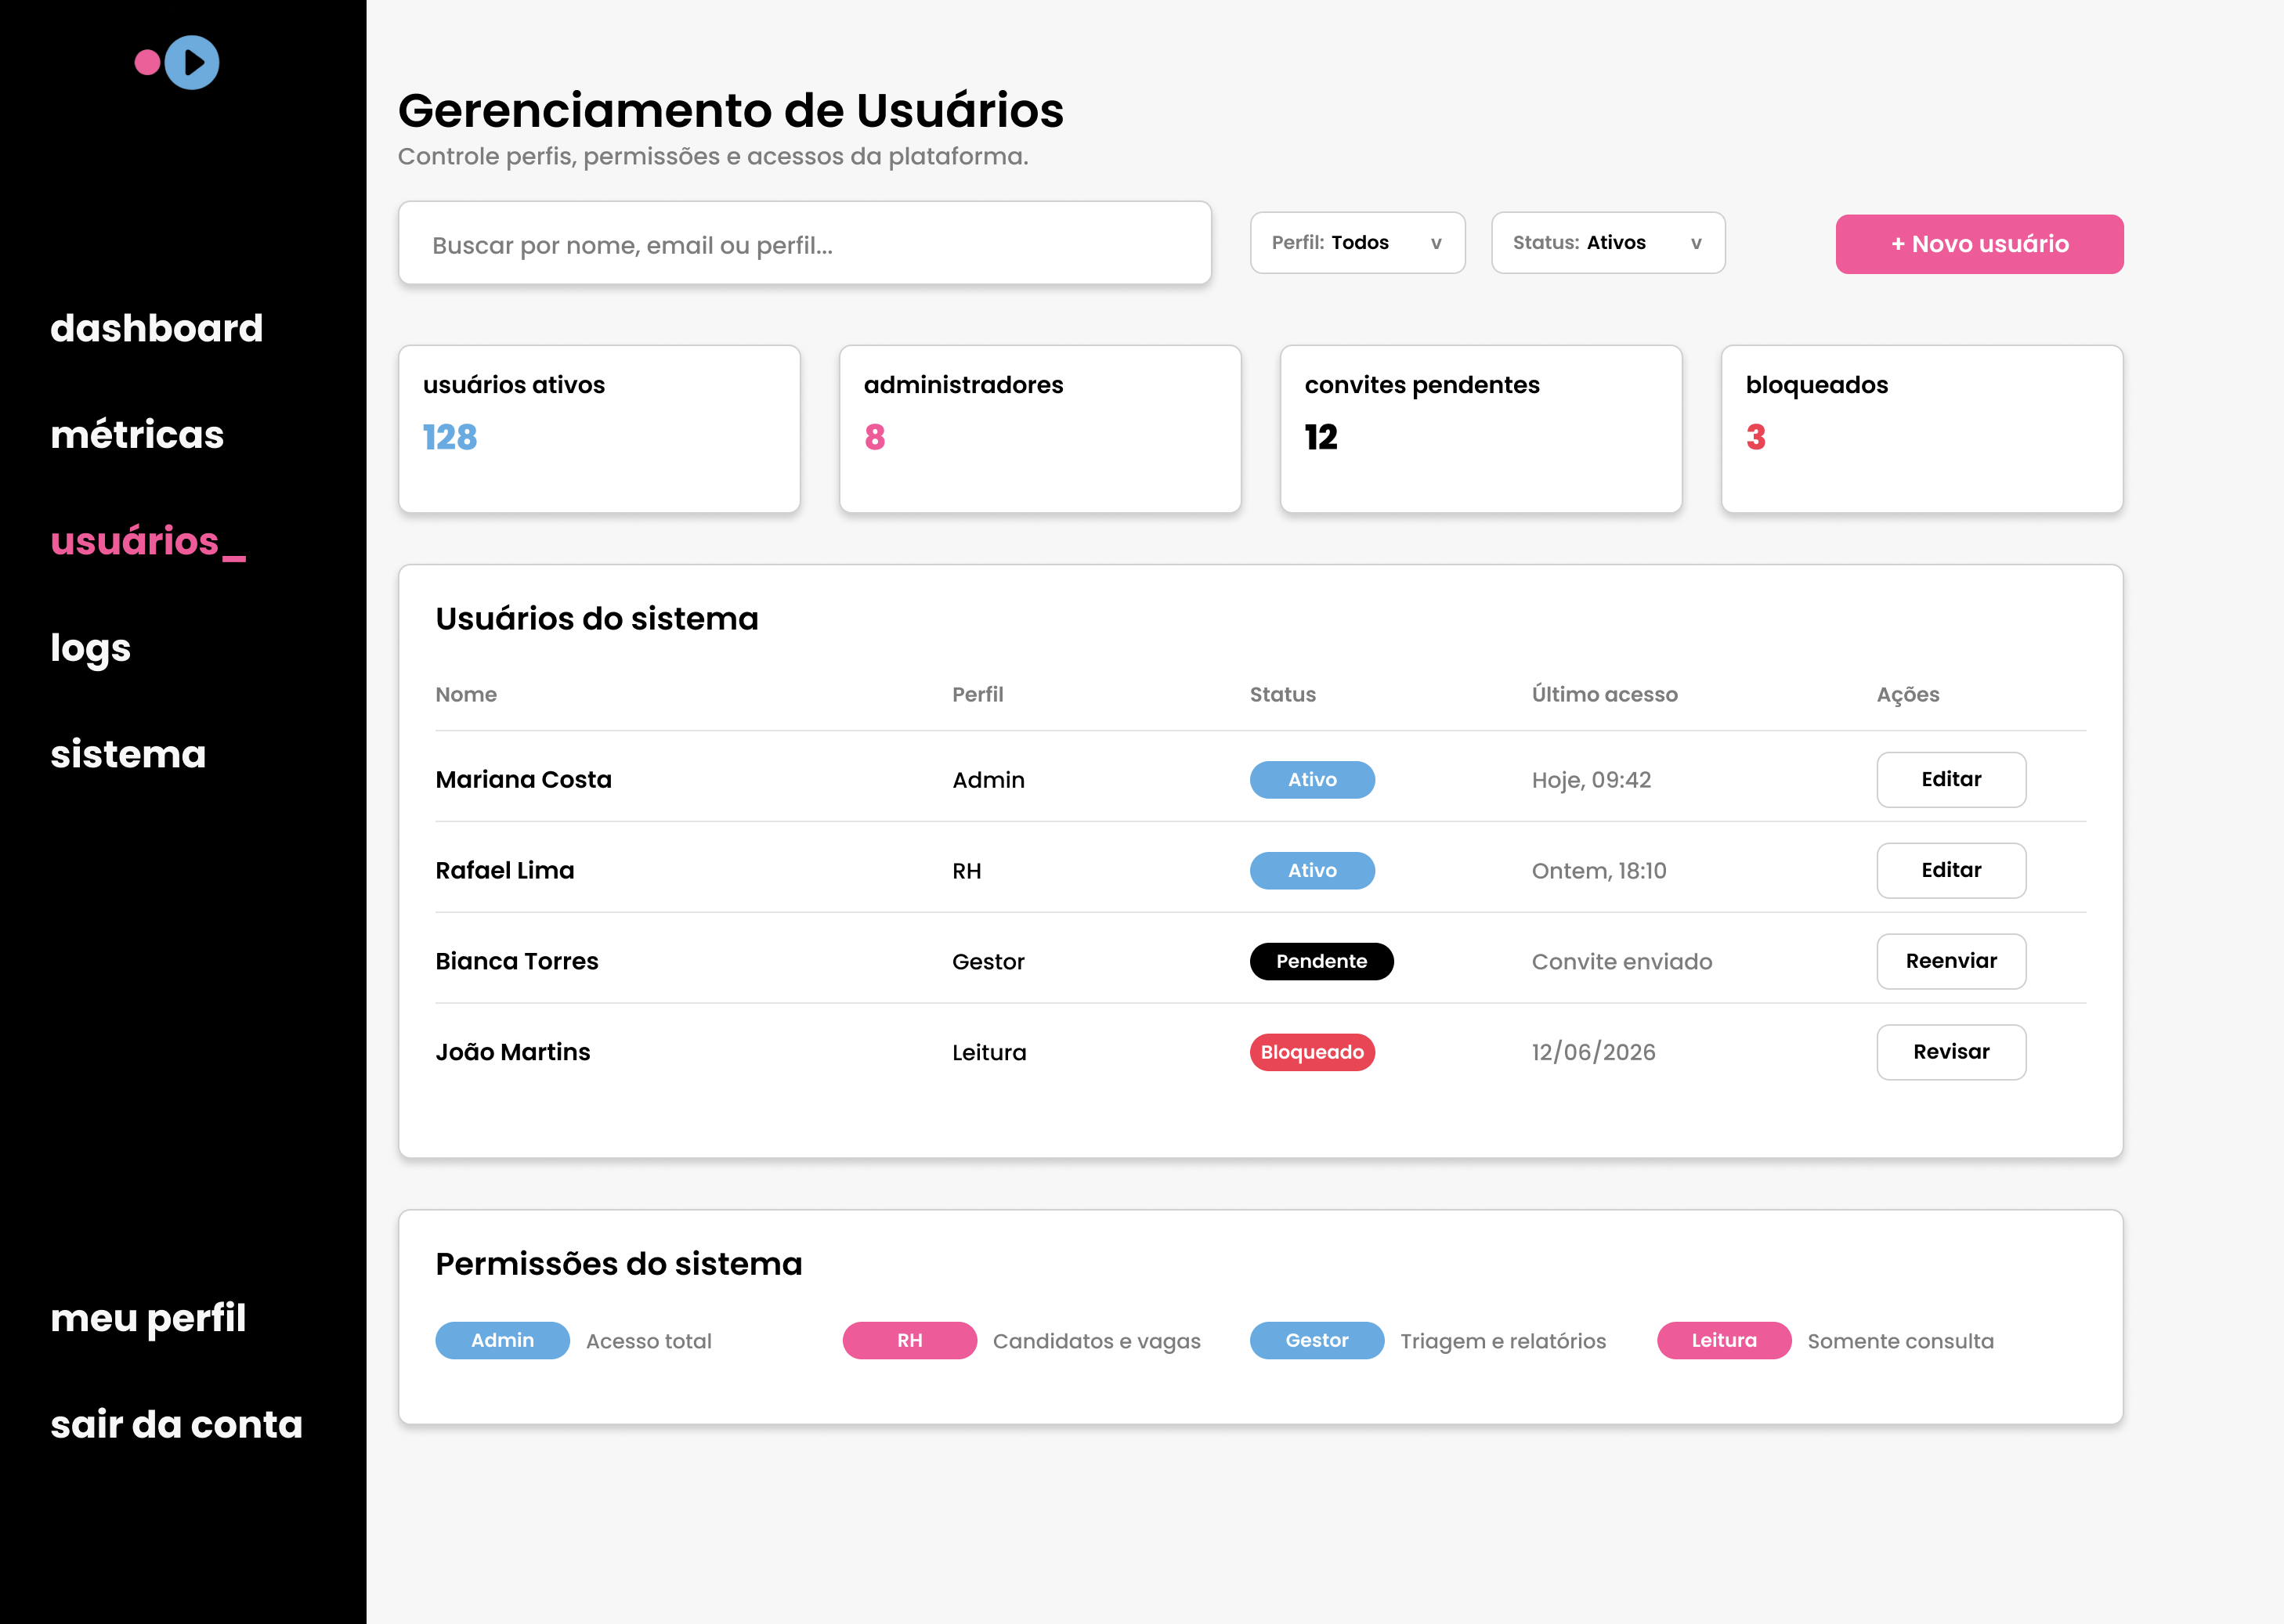 dashboard
métricas
usuários_
logs
sistema
meu perfil
sair da conta
Gerenciamento de Usuários
Controle perfis, permissões e acessos da plataforma.
Buscar por nome, email ou perfil...
Perfil: Todos v
Status: Ativos v
+ Novo usuário
usuários ativos
128
administradores
8
convites pendentes
12
bloqueados
3
Usuários do sistema
Nome Perfil Status Último acesso Ações
Mariana Costa Admin Ativo Hoje, 09:42 Editar
Rafael Lima RH Ativo Ontem, 18:10 Editar
Bianca Torres Gestor Pendente Convite enviado Reenviar
João Martins Leitura Bloqueado 12/06/2026 Revisar
Permissões do sistema
Admin Acesso total RH Candidatos e vagas Gestor Triagem e relatórios Leitura Somente consulta